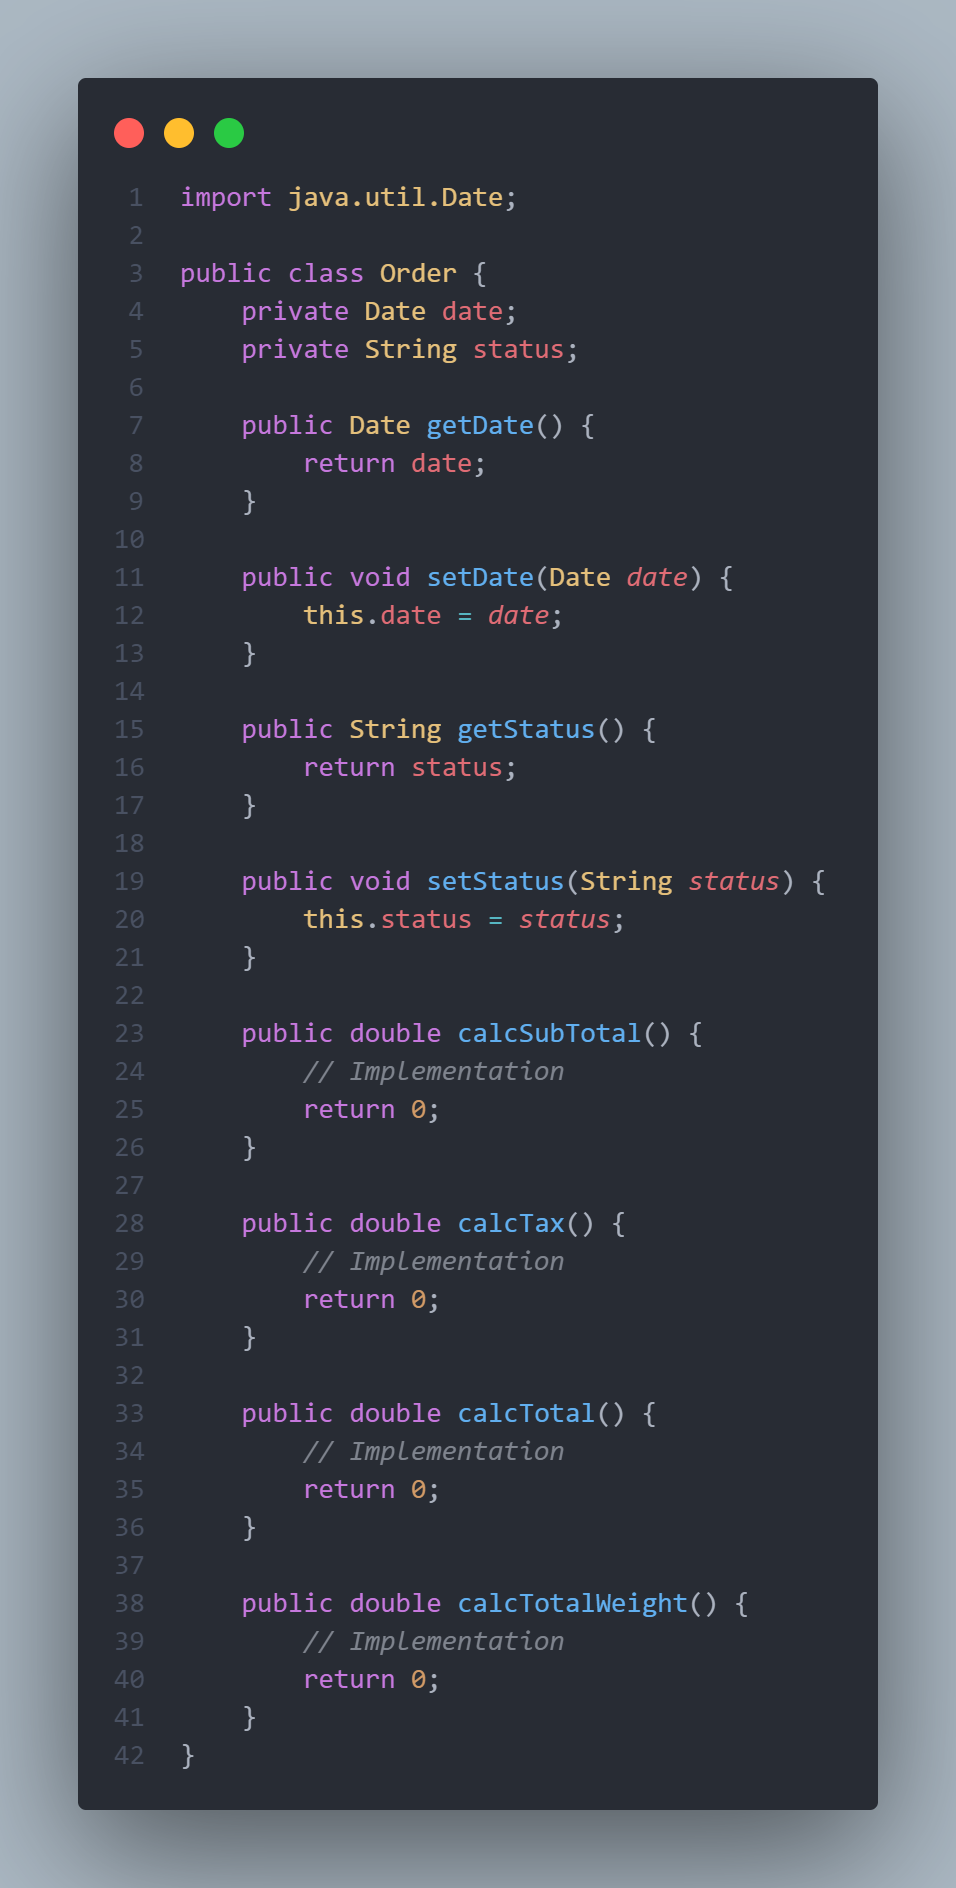 1 import java.util.Date;
2
3 public class Order {
4     private Date date;
5     private String status;
6
7     public Date getDate() {
8         return date;
9     }
10
11     public void setDate(Date date) {
12         this.date = date;
13     }
14
15     public String getStatus() {
16         return status;
17     }
18
19     public void setStatus(String status) {
20         this.status = status;
21     }
22
23     public double calcSubTotal() {
24         // Implementation
25         return 0;
26     }
27
28     public double calcTax() {
29         // Implementation
30         return 0;
31     }
32
33     public double calcTotal() {
34         // Implementation
35         return 0;
36     }
37
38     public double calcTotalWeight() {
39         // Implementation
40         return 0;
41     }
42 }